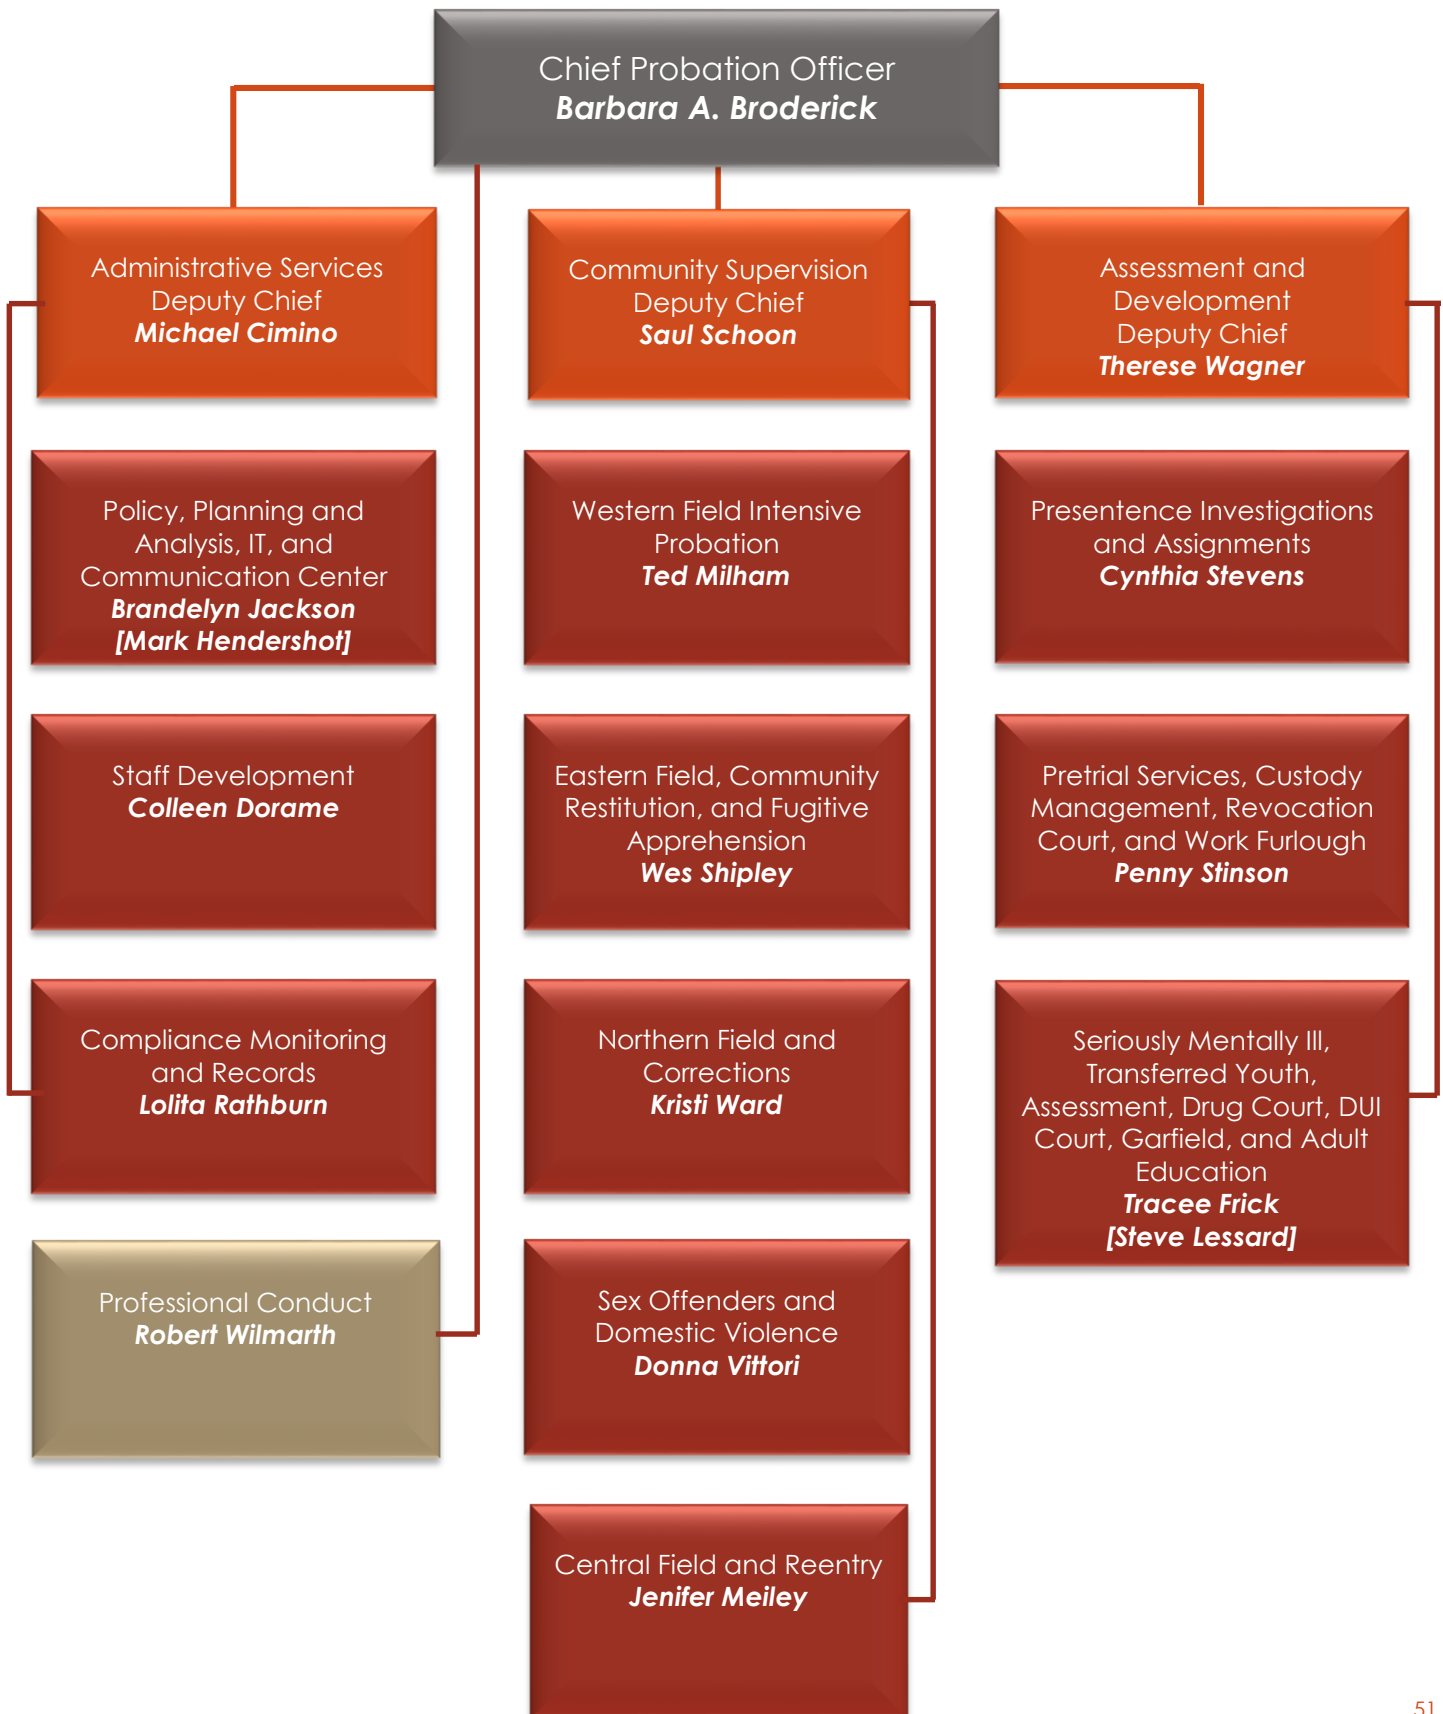 Chief Probation Officer
Barbara A. Broderick
Administrative Services
Deputy Chief
Michael Cimino
Community Supervision
Deputy Chief
Saul Schoon
Assessment and
Development
Deputy Chief
Therese Wagner
Policy, Planning and
Analysis, IT, and
Communication Center
Brandelyn Jackson
[Mark Hendershot]
Western Field Intensive
Probation
Ted Milham
Presentence Investigations
and Assignments
Cynthia Stevens
Staff Development
Colleen Dorame
Eastern Field, Community
Restitution, and Fugitive
Apprehension
Wes Shipley
Pretrial Services, Custody
Management, Revocation
Court, and Work Furlough
Penny Stinson
Compliance Monitoring
and Records
Lolita Rathburn
Northern Field and
Corrections
Kristi Ward
Seriously Mentally Ill,
Transferred Youth,
Assessment, Drug Court, DUI
Court, Garfield, and Adult
Education
Tracee Frick
[Steve Lessard]
Professional Conduct
Robert Wilmarth
Sex Offenders and
Domestic Violence
Donna Vittori
Central Field and Reentry
Jenifer Meiley
51